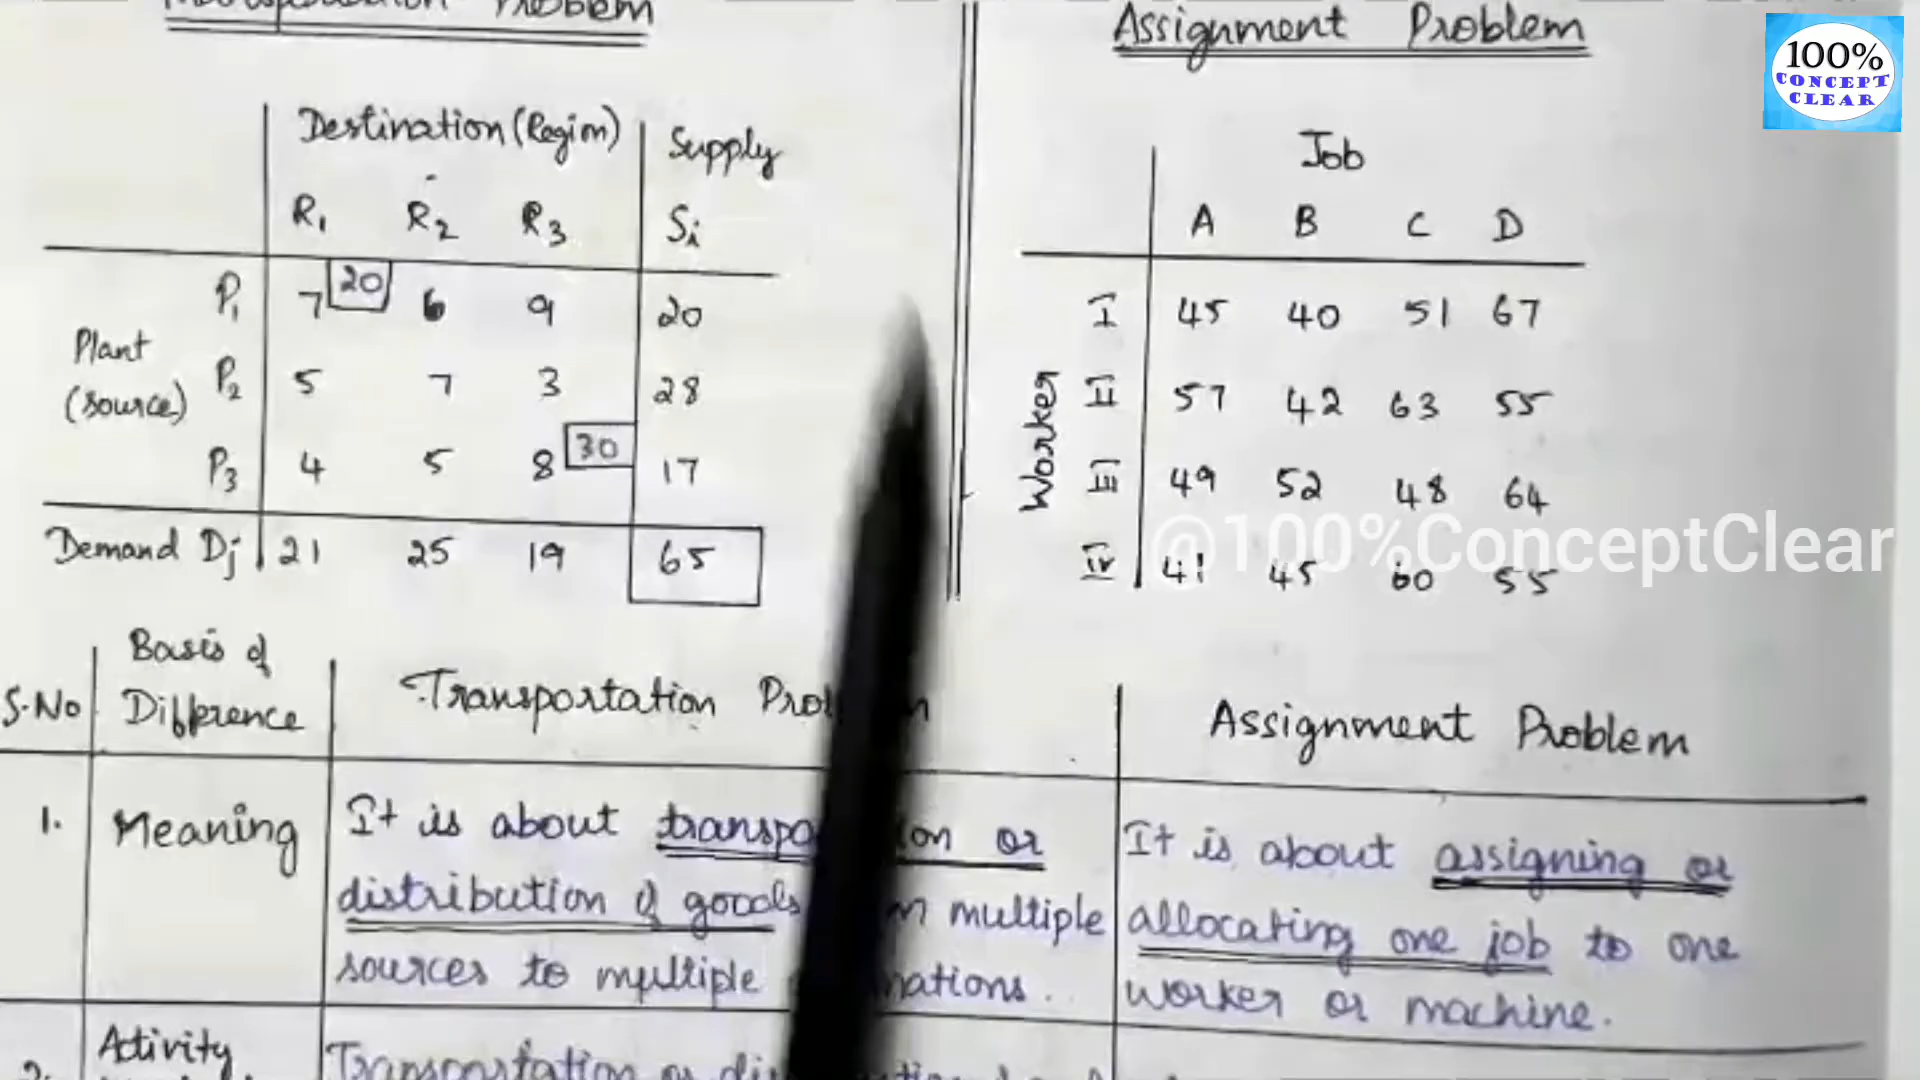 Problem
Assignment Problem
100%
CONCEPT
CLEAR
Destination (Region) Supply
R1 R2 R3 Si
P1 7 20 6 9 20
Plant
(source)
P2 5 7 3 28
P3 4 5 8 30 17
Demand Dj 21 25 19 65
Job
A B C D
Worker
I 45 40 51 67
II 57 42 63 55
III 49 52 48 64
IV 41 45 60 55
@100%ConceptClear
S.No Basis of Difference Transportation Assignment Problem
1. Meaning It is about or It is about assigning or
distribution of goods multiple allocating one job to one
sources to multiple worker or machine.
Activity